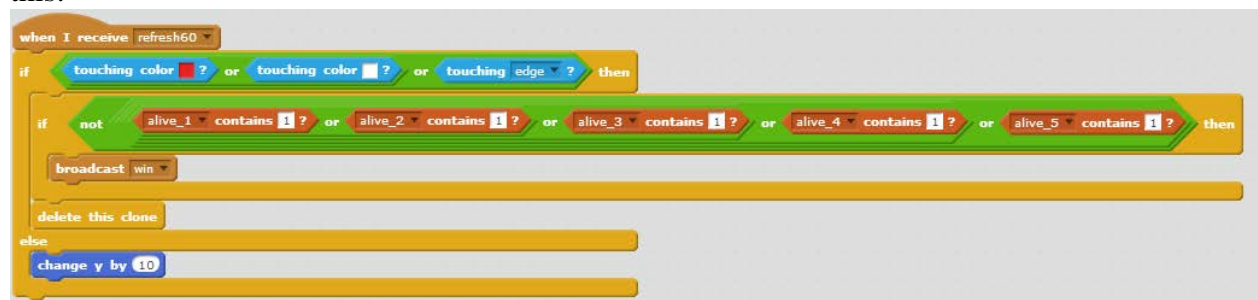 this:
when I receive refresh60
if touching color ? or touching color ? or touching edge ? then
if not alive_1 contains 1 ? or alive_2 contains 1 ? or alive_3 contains 1 ? or alive_4 contains 1 ? or alive_5 contains 1 ? then
broadcast win
delete this clone
else
change y by 10